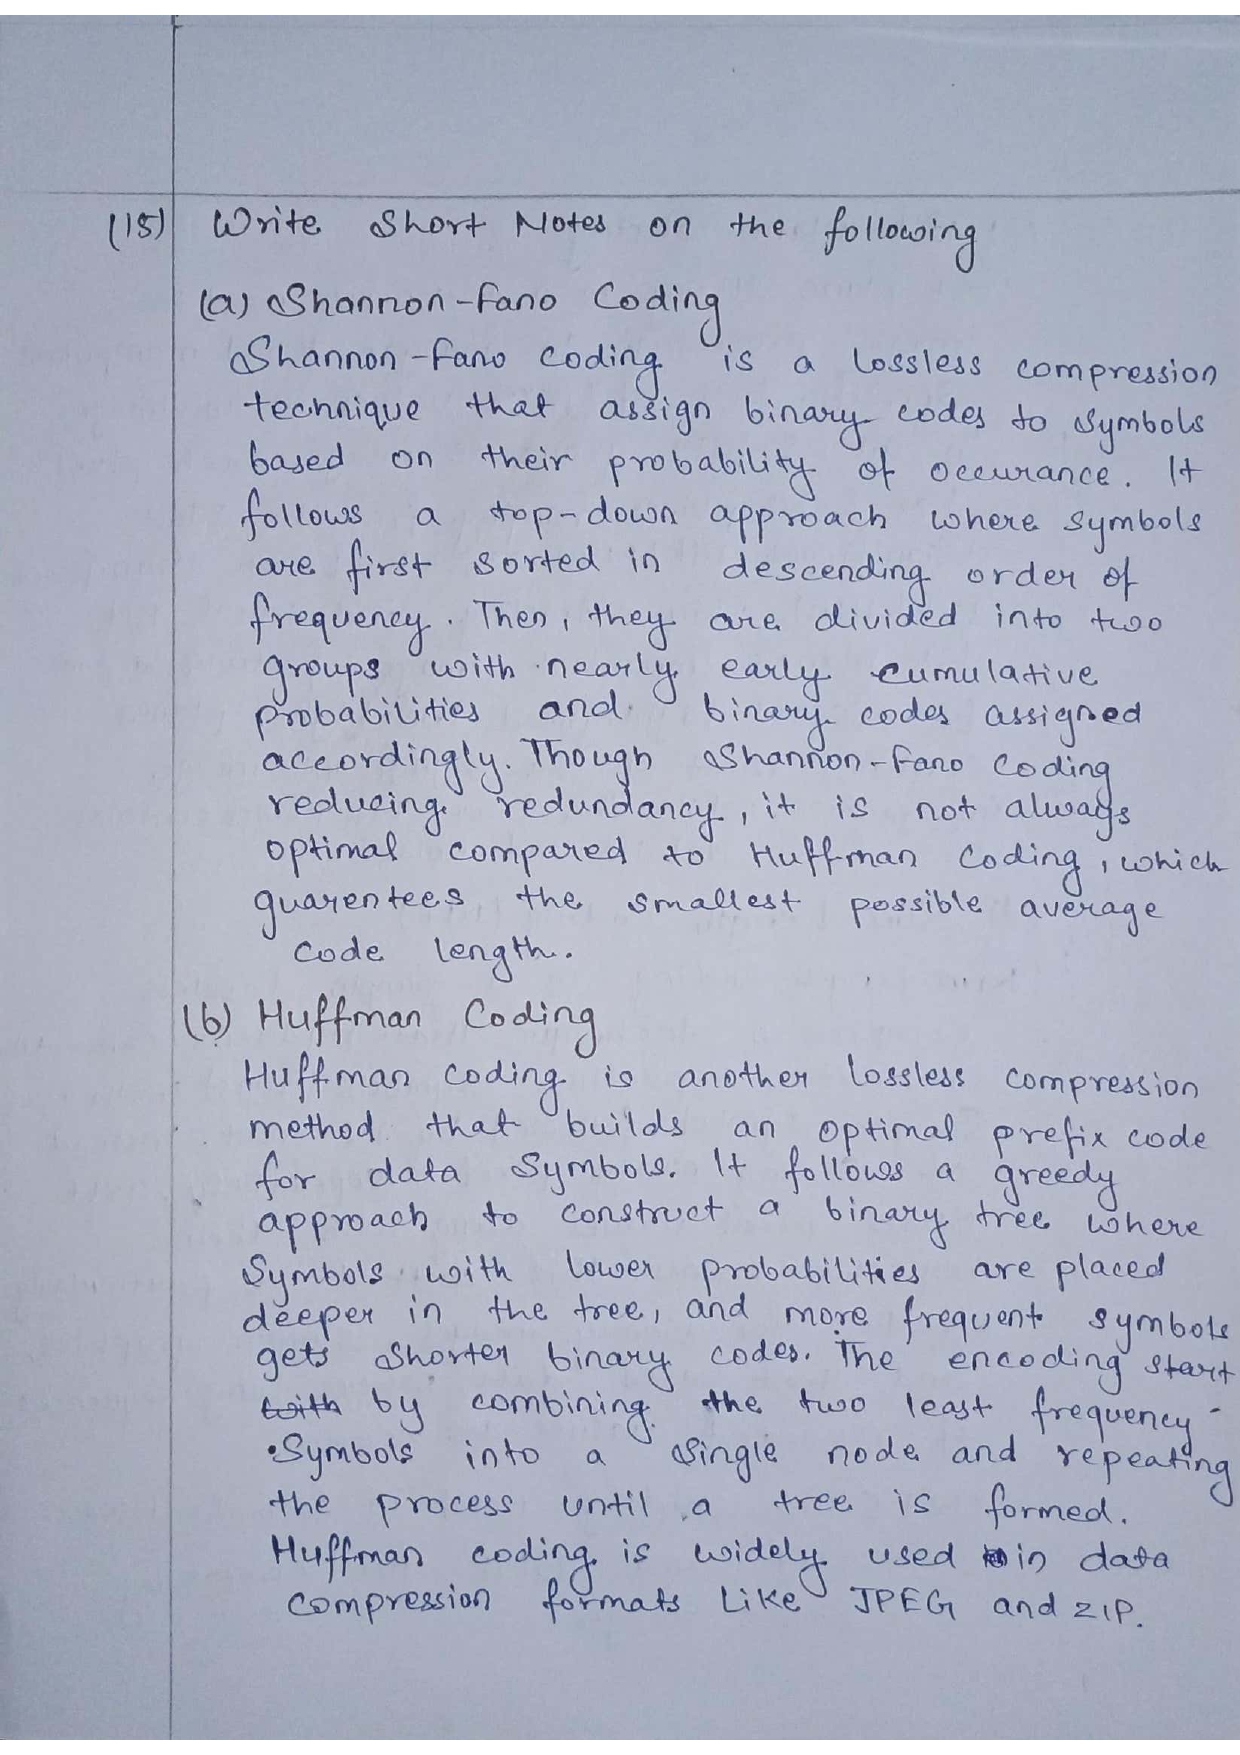 (15) Write Short Notes on the following
(a) Shannon-Fano Coding
Shannon-Fano coding is a lossless compression
technique that assign binary codes to symbols
based on their probability of occurance. It
follows a top-down approach where symbols
are first sorted in descending order of
frequency. Then, they are divided into two
groups with nearly early cumulative
probabilities and binary codes assigned
accordingly. Though Shannon-Fano Coding
reducing redundancy, it is not always
optimal compared to Huffman Coding, which
guarentees the smallest possible average
code length.
(b) Huffman Coding
Huffman coding is another lossless compression
method that builds an optimal prefix code
for data symbols. It follows a greedy
approach to construct a binary tree where
symbols with lower probabilities are placed
deeper in the tree, and more frequent symbols
gets shorter binary codes. The encoding start
with by combining the two least frequency
symbols into a single node and repeating
the process until a tree is formed.
Huffman coding is widely used in data
compression formats like JPEG and ZIP.